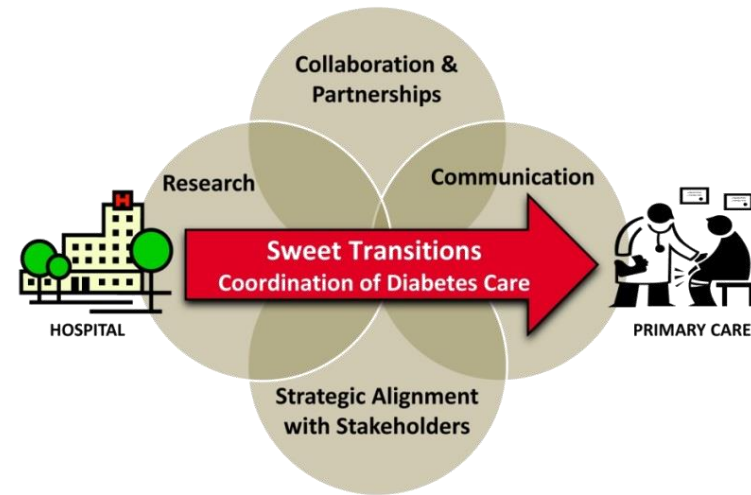 Collaboration &
Partnerships
Research
Communication
H
Sweet Transitions
Coordination of Diabetes Care
HOSPITAL
PRIMARY CARE
Strategic Alignment
with Stakeholders